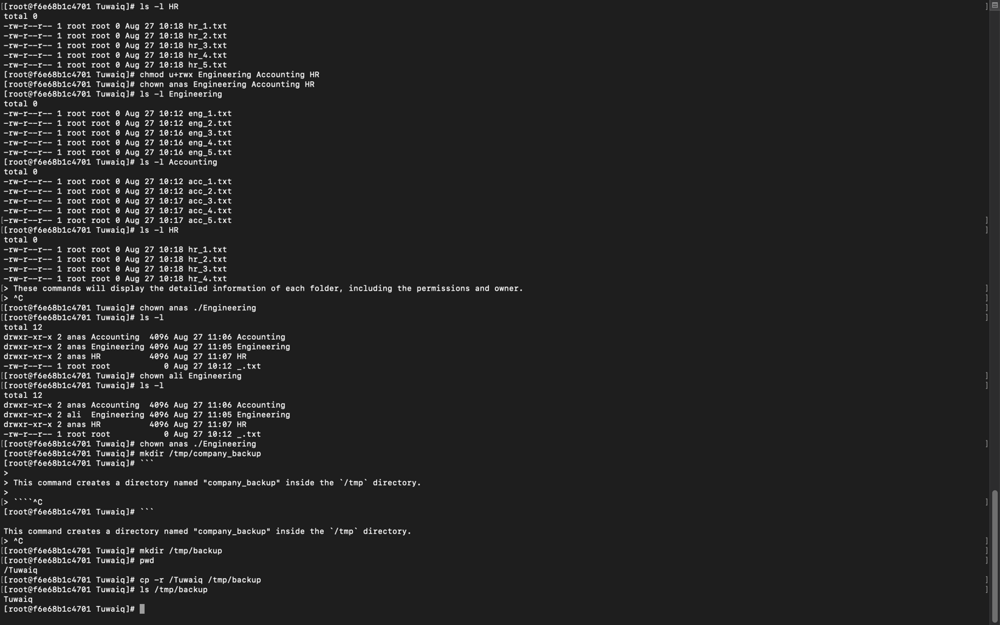 [[root@f6e68b1c4701 Tuwaiq]# ls -l HR ]
total 0
-rw-r--r-- 1 root root 0 Aug 27 10:18 hr_1.txt
-rw-r--r-- 1 root root 0 Aug 27 10:18 hr_2.txt
-rw-r--r-- 1 root root 0 Aug 27 10:18 hr_3.txt
-rw-r--r-- 1 root root 0 Aug 27 10:18 hr_4.txt
-rw-r--r-- 1 root root 0 Aug 27 10:18 hr_5.txt
[root@f6e68b1c4701 Tuwaiq]# chmod u+rwx Engineering Accounting HR
[root@f6e68b1c4701 Tuwaiq]# chown anas Engineering Accounting HR
[root@f6e68b1c4701 Tuwaiq]# ls -l Engineering
total 0
-rw-r--r-- 1 root root 0 Aug 27 10:12 eng_1.txt
-rw-r--r-- 1 root root 0 Aug 27 10:12 eng_2.txt
-rw-r--r-- 1 root root 0 Aug 27 10:16 eng_3.txt
-rw-r--r-- 1 root root 0 Aug 27 10:16 eng_4.txt
-rw-r--r-- 1 root root 0 Aug 27 10:16 eng_5.txt
[root@f6e68b1c4701 Tuwaiq]# ls -l Accounting
total 0
-rw-r--r-- 1 root root 0 Aug 27 10:12 acc_1.txt
-rw-r--r-- 1 root root 0 Aug 27 10:12 acc_2.txt
-rw-r--r-- 1 root root 0 Aug 27 10:17 acc_3.txt
-rw-r--r-- 1 root root 0 Aug 27 10:17 acc_4.txt
[-rw-r--r-- 1 root root 0 Aug 27 10:17 acc_5.txt ]
[[root@f6e68b1c4701 Tuwaiq]# ls -l HR ]
total 0
-rw-r--r-- 1 root root 0 Aug 27 10:18 hr_1.txt
-rw-r--r-- 1 root root 0 Aug 27 10:18 hr_2.txt
-rw-r--r-- 1 root root 0 Aug 27 10:18 hr_3.txt
-rw-r--r-- 1 root root 0 Aug 27 10:18 hr_4.txt
[> These commands will display the detailed information of each folder, including the permissions and owner. ]
[> ^C ]
[[root@f6e68b1c4701 Tuwaiq]# chown anas ./Engineering ]
[[root@f6e68b1c4701 Tuwaiq]# ls -l ]
total 12
drwxr-xr-x 2 anas Accounting  4096 Aug 27 11:06 Accounting
drwxr-xr-x 2 anas Engineering 4096 Aug 27 11:05 Engineering
drwxr-xr-x 2 anas HR          4096 Aug 27 11:07 HR
-rw-r--r-- 1 root root           0 Aug 27 10:12 _.txt
[[root@f6e68b1c4701 Tuwaiq]# chown ali Engineering ]
[[root@f6e68b1c4701 Tuwaiq]# ls -l ]
total 12
drwxr-xr-x 2 anas Accounting  4096 Aug 27 11:06 Accounting
drwxr-xr-x 2 ali  Engineering 4096 Aug 27 11:05 Engineering
drwxr-xr-x 2 anas HR          4096 Aug 27 11:07 HR
-rw-r--r-- 1 root root           0 Aug 27 10:12 _.txt
[[root@f6e68b1c4701 Tuwaiq]# chown anas ./Engineering ]
[root@f6e68b1c4701 Tuwaiq]# mkdir /tmp/company_backup
[root@f6e68b1c4701 Tuwaiq]# ```
>
> This command creates a directory named "company_backup" inside the `/tmp` directory.
>
[> ````^C ]
[root@f6e68b1c4701 Tuwaiq]# ```
This command creates a directory named "company_backup" inside the `/tmp` directory.
[> ^C ]
[[root@f6e68b1c4701 Tuwaiq]# mkdir /tmp/backup ]
[[root@f6e68b1c4701 Tuwaiq]# pwd ]
/Tuwaiq
[[root@f6e68b1c4701 Tuwaiq]# cp -r /Tuwaiq /tmp/backup ]
[[root@f6e68b1c4701 Tuwaiq]# ls /tmp/backup ]
Tuwaiq
[root@f6e68b1c4701 Tuwaiq]#